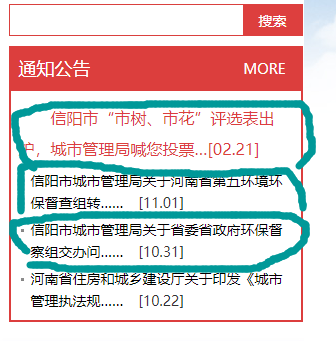 搜索
通知公告 MORE
信阳市“市树、市花”评选表出
炉，城市管理局喊您投票...[02.21]
信阳市城市管理局关于河南省第五环境环
保督查组转...... [11.01]
信阳市城市管理局关于省委省政府环保督
察组交办问...... [10.31]
河南省住房和城乡建设厅关于印发《城市
管理执法规...... [10.22]